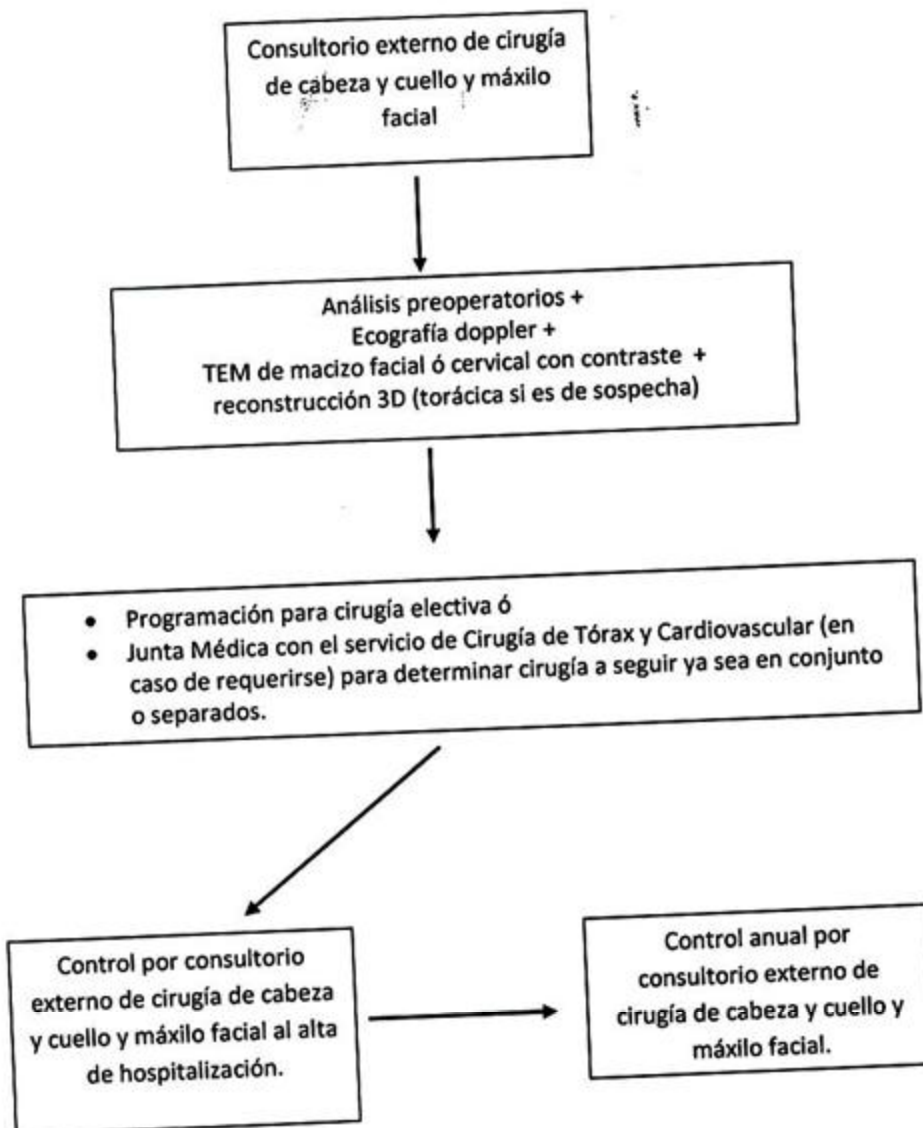 Consultorio externo de cirugía
de cabeza y cuello y máxilo
facial
Análisis preoperatorios +
Ecografía doppler +
TEM de macizo facial ó cervical con contraste +
reconstrucción 3D (torácica si es de sospecha)
• Programación para cirugía electiva ó
• Junta Médica con el servicio de Cirugía de Tórax y Cardiovascular (en
caso de requerirse) para determinar cirugía a seguir ya sea en conjunto
o separados.
Control por consultorio
externo de cirugía de cabeza
y cuello y máxilo facial al alta
de hospitalización.
Control anual por
consultorio externo de
cirugía de cabeza y cuello y
máxilo facial.